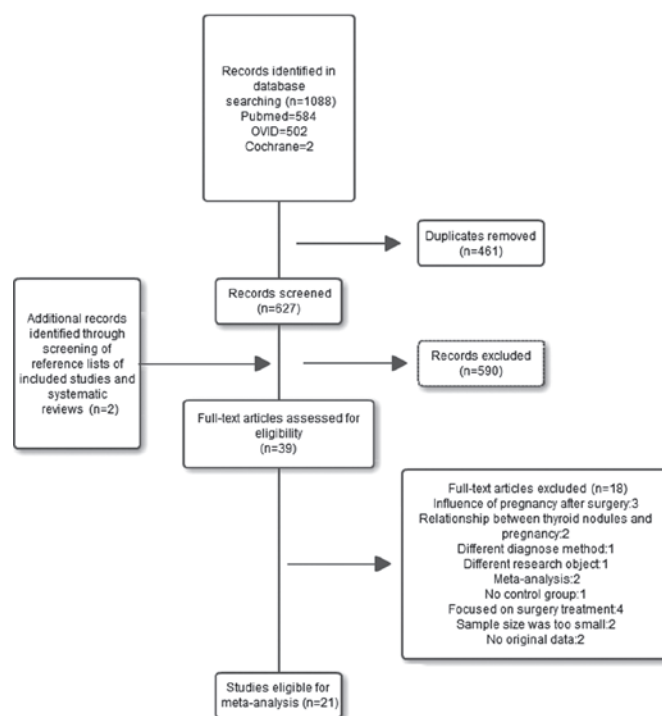 Records identified in
database
searching (n=1088)
Pubmed=584
OVID=502
Cochrane=2
Duplicates removed
(n=461)
Records screened
(n=627)
Additional records
identified through
screening of
reference lists of
included studies and
systematic
reviews (n=2)
Records excluded
(n=590)
Full-text articles assessed for
eligibility
(n=39)
Full-text articles excluded (n=18)
Influence of pregnancy after surgery:3
Relationship between thyroid nodules and
pregnancy:2
Different diagnose method:1
Different research object:1
Meta-analysis:2
No control group:1
Focused on surgery treatment:4
Sample size was too small:2
No original data:2
Studies eligible for
meta-analysis (n=21)